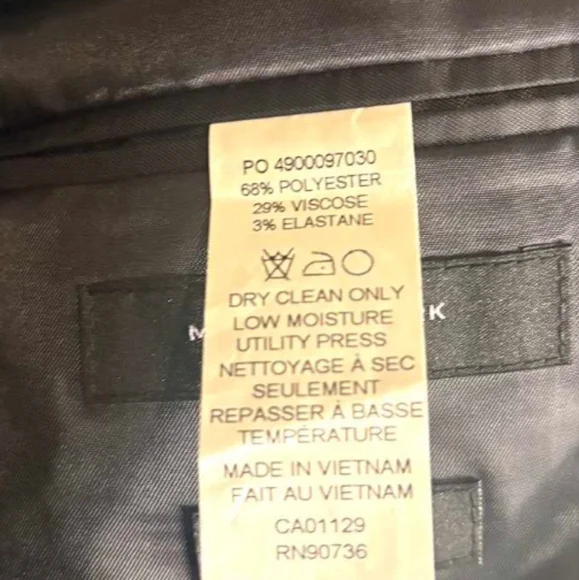 PO 4900097030
68% POLYESTER
29% VISCOSE
3% ELASTANE
DRY CLEAN ONLY
LOW MOISTURE
UTILITY PRESS
NETTOYAGE À SEC
SEULEMENT
REPASSER À BASSE
TEMPÉRATURE
MADE IN VIETNAM
FAIT AU VIETNAM
CA01129
RN90736